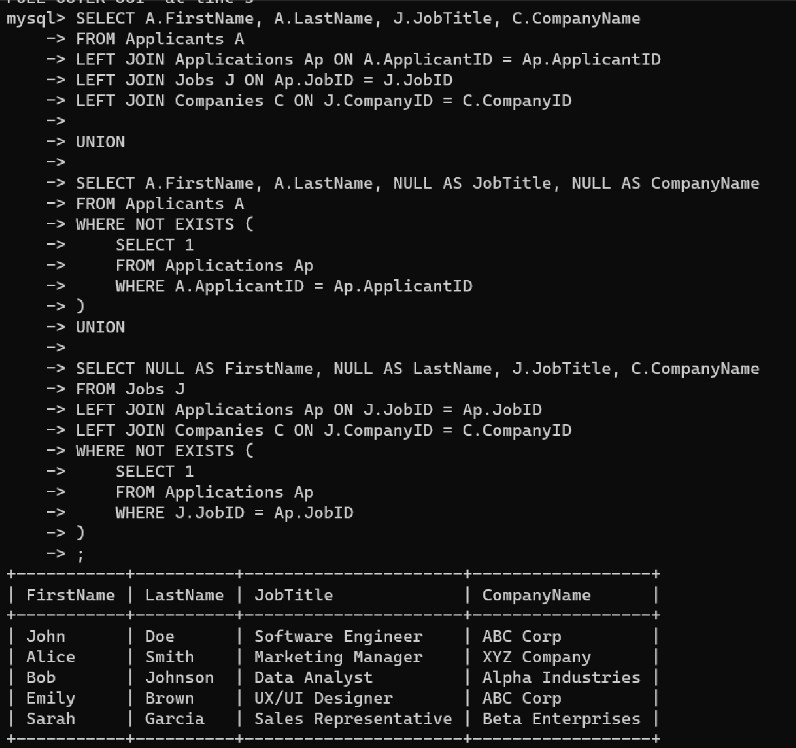 mysql> SELECT A.FirstName, A.LastName, J.JobTitle, C.CompanyName
    -> FROM Applicants A
    -> LEFT JOIN Applications Ap ON A.ApplicantID = Ap.ApplicantID
    -> LEFT JOIN Jobs J ON Ap.JobID = J.JobID
    -> LEFT JOIN Companies C ON J.CompanyID = C.CompanyID
    ->
    -> UNION
    ->
    -> SELECT A.FirstName, A.LastName, NULL AS JobTitle, NULL AS CompanyName
    -> FROM Applicants A
    -> WHERE NOT EXISTS (
    ->     SELECT 1
    ->     FROM Applications Ap
    ->     WHERE A.ApplicantID = Ap.ApplicantID
    -> )
    -> UNION
    ->
    -> SELECT NULL AS FirstName, NULL AS LastName, J.JobTitle, C.CompanyName
    -> FROM Jobs J
    -> LEFT JOIN Applications Ap ON J.JobID = Ap.JobID
    -> LEFT JOIN Companies C ON J.CompanyID = C.CompanyID
    -> WHERE NOT EXISTS (
    ->     SELECT 1
    ->     FROM Applications Ap
    ->     WHERE J.JobID = Ap.JobID
    -> )
    -> ;
+-----------+----------+----------------------+------------------+
| FirstName | LastName | JobTitle             | CompanyName      |
+-----------+----------+----------------------+------------------+
| John      | Doe      | Software Engineer    | ABC Corp         |
| Alice     | Smith    | Marketing Manager    | XYZ Company      |
| Bob       | Johnson  | Data Analyst         | Alpha Industries |
| Emily     | Brown    | UX/UI Designer       | ABC Corp         |
| Sarah     | Garcia   | Sales Representative | Beta Enterprises |
+-----------+----------+----------------------+------------------+